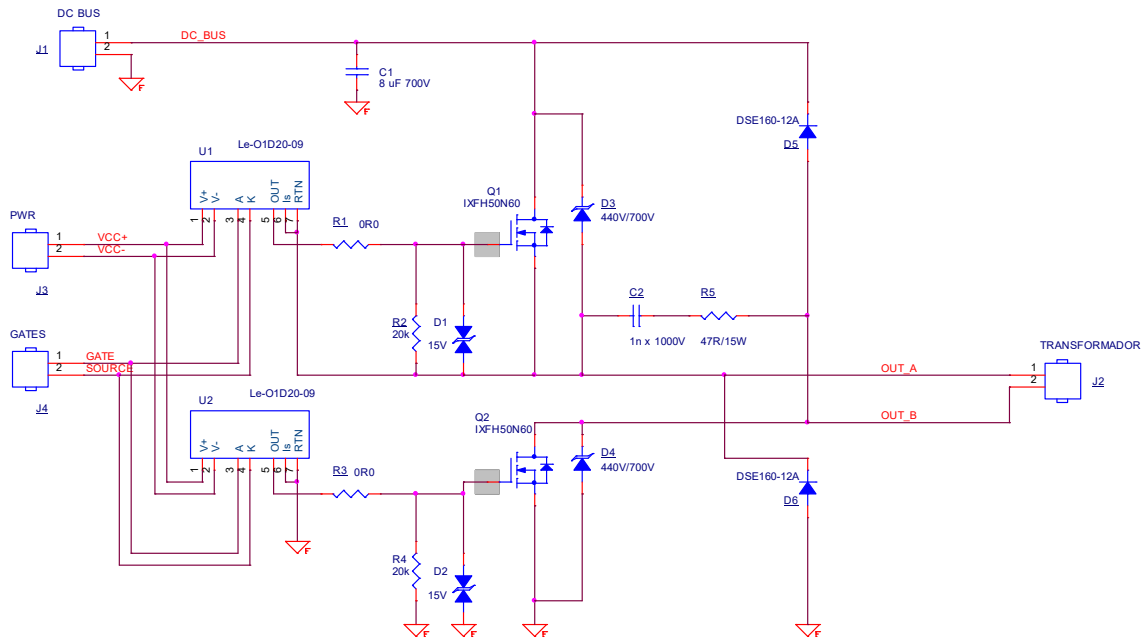 DC BUS
1
2
J1
DC_BUS
F
C1
8 uF 700V
F
DSE160-12A
D5
U1
Le-O1D20-09
V+
V-
A
K
OUT
Is
RTN
1
2
3
4
5
6
7
PWR
1
2
J3
VCC+
VCC-
R1 0R0
Q1
IXFH50N60
D3
440V/700V
R2
20k
D1
15V
C2
1n x 1000V
R5
47R/15W
GATES
1
2
J4
GATE
SOURCE
OUT_A
OUT_B
TRANSFORMADOR
1
2
J2
U2
Le-O1D20-09
V+
V-
A
K
OUT
Is
RTN
1
2
3
4
5
6
7
R3 0R0
F
Q2
IXFH50N60
D4
440V/700V
DSE160-12A
D6
R4
20k
D2
15V
F
F
F
F